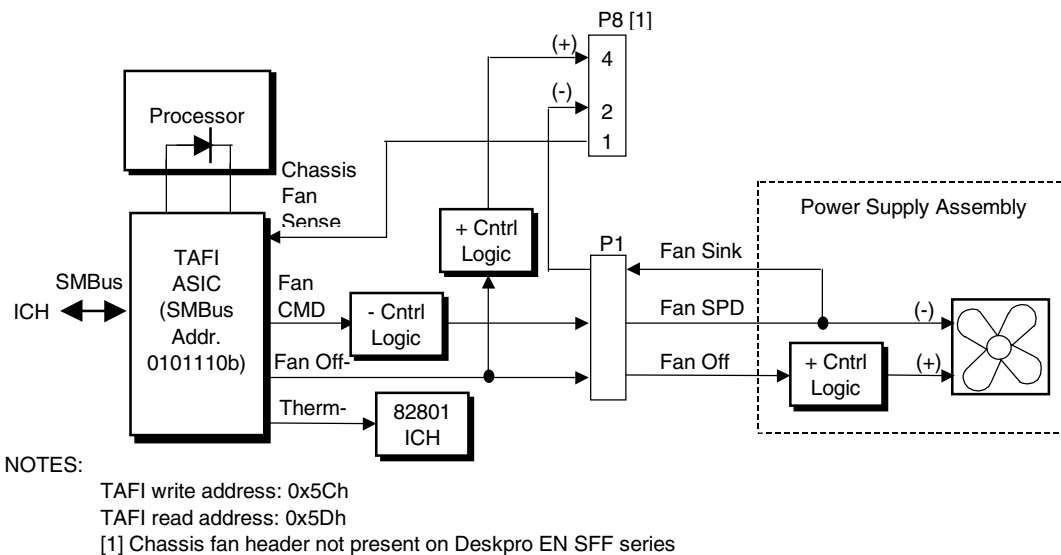 P8 [1]
(+)
4
(-)
2
1
Processor
Chassis
Fan
Sense
+ Cntrl
Logic
Power Supply Assembly
TAFI
ASIC
(SMBus
Addr.
0101110b)
SMBus
ICH
Fan
CMD
- Cntrl
Logic
P1
Fan Sink
Fan SPD
(-)
Fan Off-
Fan Off
+ Cntrl
Logic
(+)
Therm-
82801
ICH
NOTES:
TAFI write address: 0x5Ch
TAFI read address: 0x5Dh
[1] Chassis fan header not present on Deskpro EN SFF series